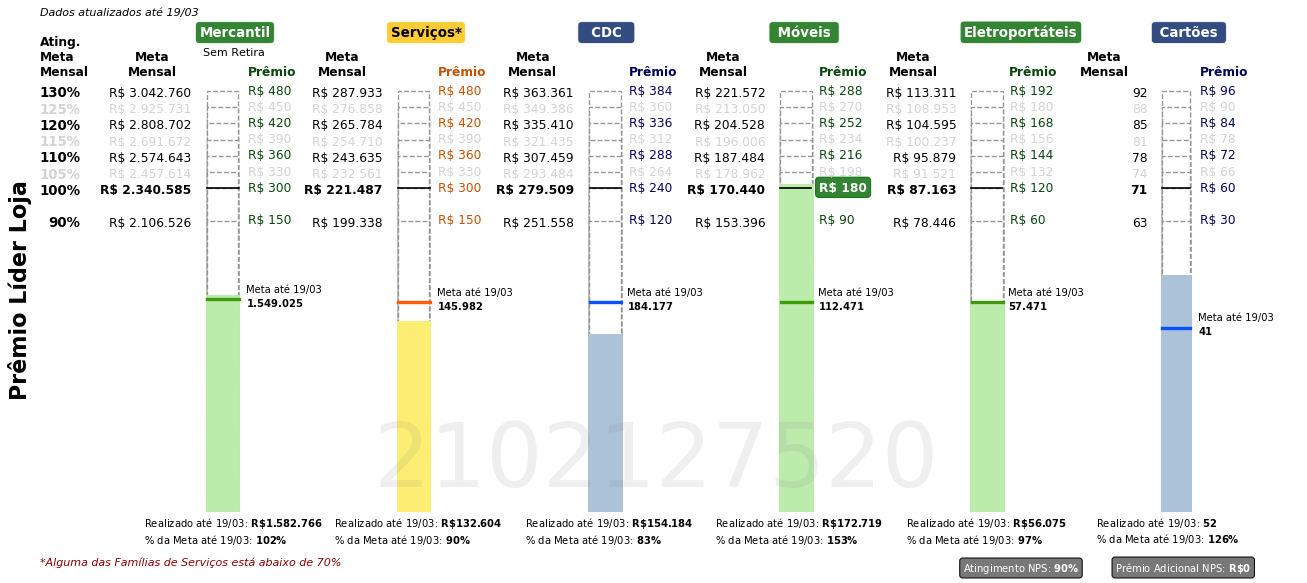 Dados atualizados até 19/03
Mercantil Serviços* CDC Móveis Eletroportáteis Cartões
Sem Retira
Ating. Meta Mensal Meta Mensal Prêmio Meta Mensal Prêmio Meta Mensal Prêmio Meta Mensal Prêmio Meta Mensal Prêmio Meta Mensal Prêmio
130% R$ 3.042.760 R$ 480 R$ 287.933 R$ 480 R$ 363.361 R$ 384 R$ 221.572 R$ 288 R$ 113.311 R$ 192 92 R$ 96
125% R$ 2.925.731 R$ 450 R$ 276.858 R$ 450 R$ 349.386 R$ 360 R$ 213.050 R$ 270 R$ 108.953 R$ 180 88 R$ 90
120% R$ 2.808.702 R$ 420 R$ 265.784 R$ 420 R$ 335.410 R$ 336 R$ 204.528 R$ 252 R$ 104.595 R$ 168 85 R$ 84
115% R$ 2.691.672 R$ 390 R$ 254.710 R$ 390 R$ 321.435 R$ 312 R$ 196.006 R$ 234 R$ 100.237 R$ 156 81 R$ 78
110% R$ 2.574.643 R$ 360 R$ 243.635 R$ 360 R$ 307.459 R$ 288 R$ 187.484 R$ 216 R$ 95.879 R$ 144 78 R$ 72
105% R$ 2.457.614 R$ 330 R$ 232.561 R$ 330 R$ 293.484 R$ 264 R$ 178.962 R$ 198 R$ 91.521 R$ 132 74 R$ 66
100% R$ 2.340.585 R$ 300 R$ 221.487 R$ 300 R$ 279.509 R$ 240 R$ 170.440 R$ 180 R$ 87.163 R$ 120 71 R$ 60
90% R$ 2.106.526 R$ 150 R$ 199.338 R$ 150 R$ 251.558 R$ 120 R$ 153.396 R$ 90 R$ 78.446 R$ 60 63 R$ 30
Prêmio Líder Loja
Meta até 19/03 Meta até 19/03 Meta até 19/03 Meta até 19/03 Meta até 19/03
1.549.025 145.982 184.177 112.471 57.471
Meta até 19/03
41
2102127520
Realizado até 19/03: R$1.582.766 Realizado até 19/03: R$132.604 Realizado até 19/03: R$154.184 Realizado até 19/03: R$172.719 Realizado até 19/03: R$56.075 Realizado até 19/03: 52
% da Meta até 19/03: 102% % da Meta até 19/03: 90% % da Meta até 19/03: 83% % da Meta até 19/03: 153% % da Meta até 19/03: 97% % da Meta até 19/03: 126%
*Alguma das Famílias de Serviços está abaixo de 70%
Atingimento NPS: 90% Prêmio Adicional NPS: R$0